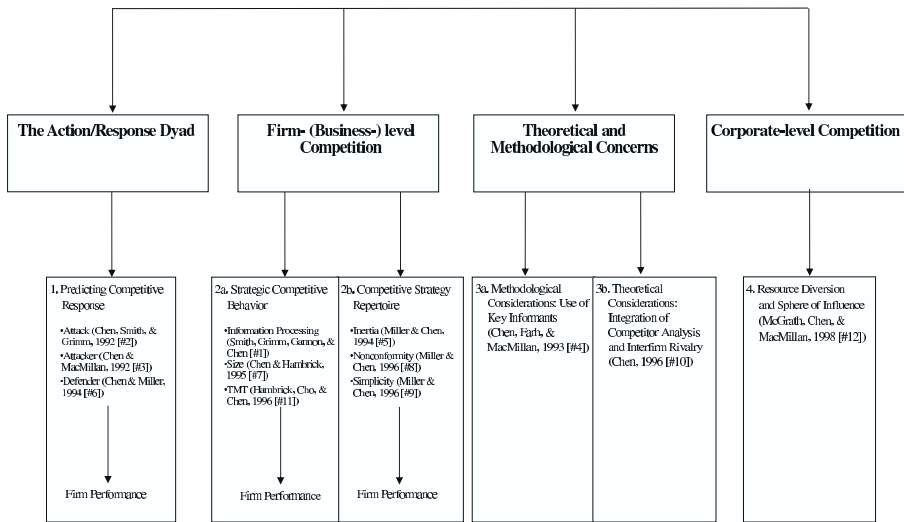 The Action/Response Dyad
Firm- (Business-) level
Competition
Theoretical and
Methodological Concerns
Corporate-level Competition
1. Predicting Competitive
Response
•Attack (Chen, Smith, &
Grimm, 1992 [#2])
•Attacker (Chen &
MacMillan, 1992 [#3])
•Defender (Chen & Miller,
1994 [#6])
Firm Performance
2a. Strategic Competitive
Behavior
•Information Processing
(Smith, Grimm, Gannon, &
Chen [#1])
•Size (Chen & Hambrick,
1995 [#7])
•TMT (Hambrick, Cho, &
Chen, 1996 [#11])
Firm Performance
2b. Competitive Strategy
Repertoire
•Inertia (Miller & Chen,
1994 [#5])
•Nonconformity (Miller &
Chen, 1996 [#8])
•Simplicity (Miller &
Chen, 1996 [#9])
Firm Performance
3a. Methodological
Considerations: Use of
Key Informants
(Chen, Farh, &
MacMillan, 1993 [#4])
3b. Theoretical
Considerations:
Integration of
Competitor Analysis
and Interfirm Rivalry
(Chen, 1996 [#10])
4. Resource Diversion
and Sphere of Influence
(McGrath, Chen, &
MacMillan, 1998 [#12])